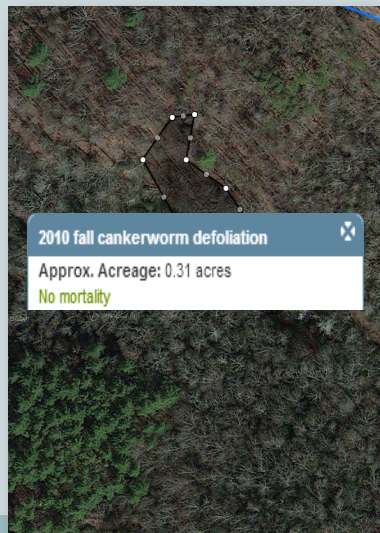 2010 fall cankerworm defoliation
Approx. Acreage: 0.31 acres
No mortality